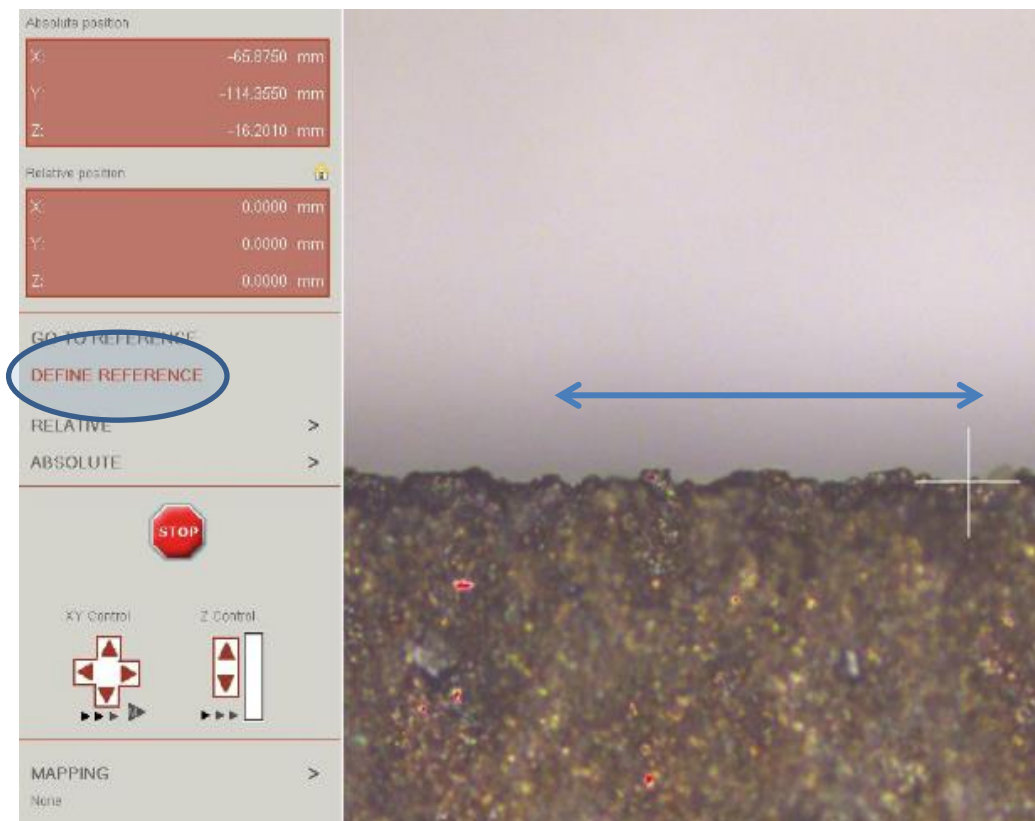 Absolute position
X: -65.8750 mm
Y: -114.3550 mm
Z: -16.2010 mm
Relative position
X: 0.0000 mm
Y: 0.0000 mm
Z: 0.0000 mm
GO TO REFERENCE
DEFINE REFERENCE
RELATIVE >
ABSOLUTE >
STOP
XY Control Z Control
MAPPING >
None